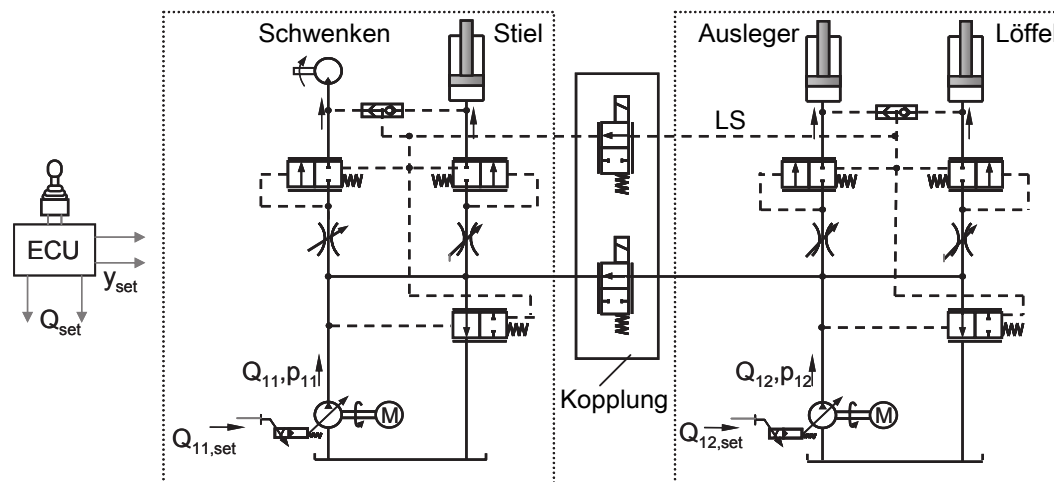 Schwenken
Stiel
Ausleger
Löffel
LS
ECU
y_set
Q_set
Kopplung
Q_11,p_11
M
Q_11,set
Q_12,p_12
M
Q_12,set